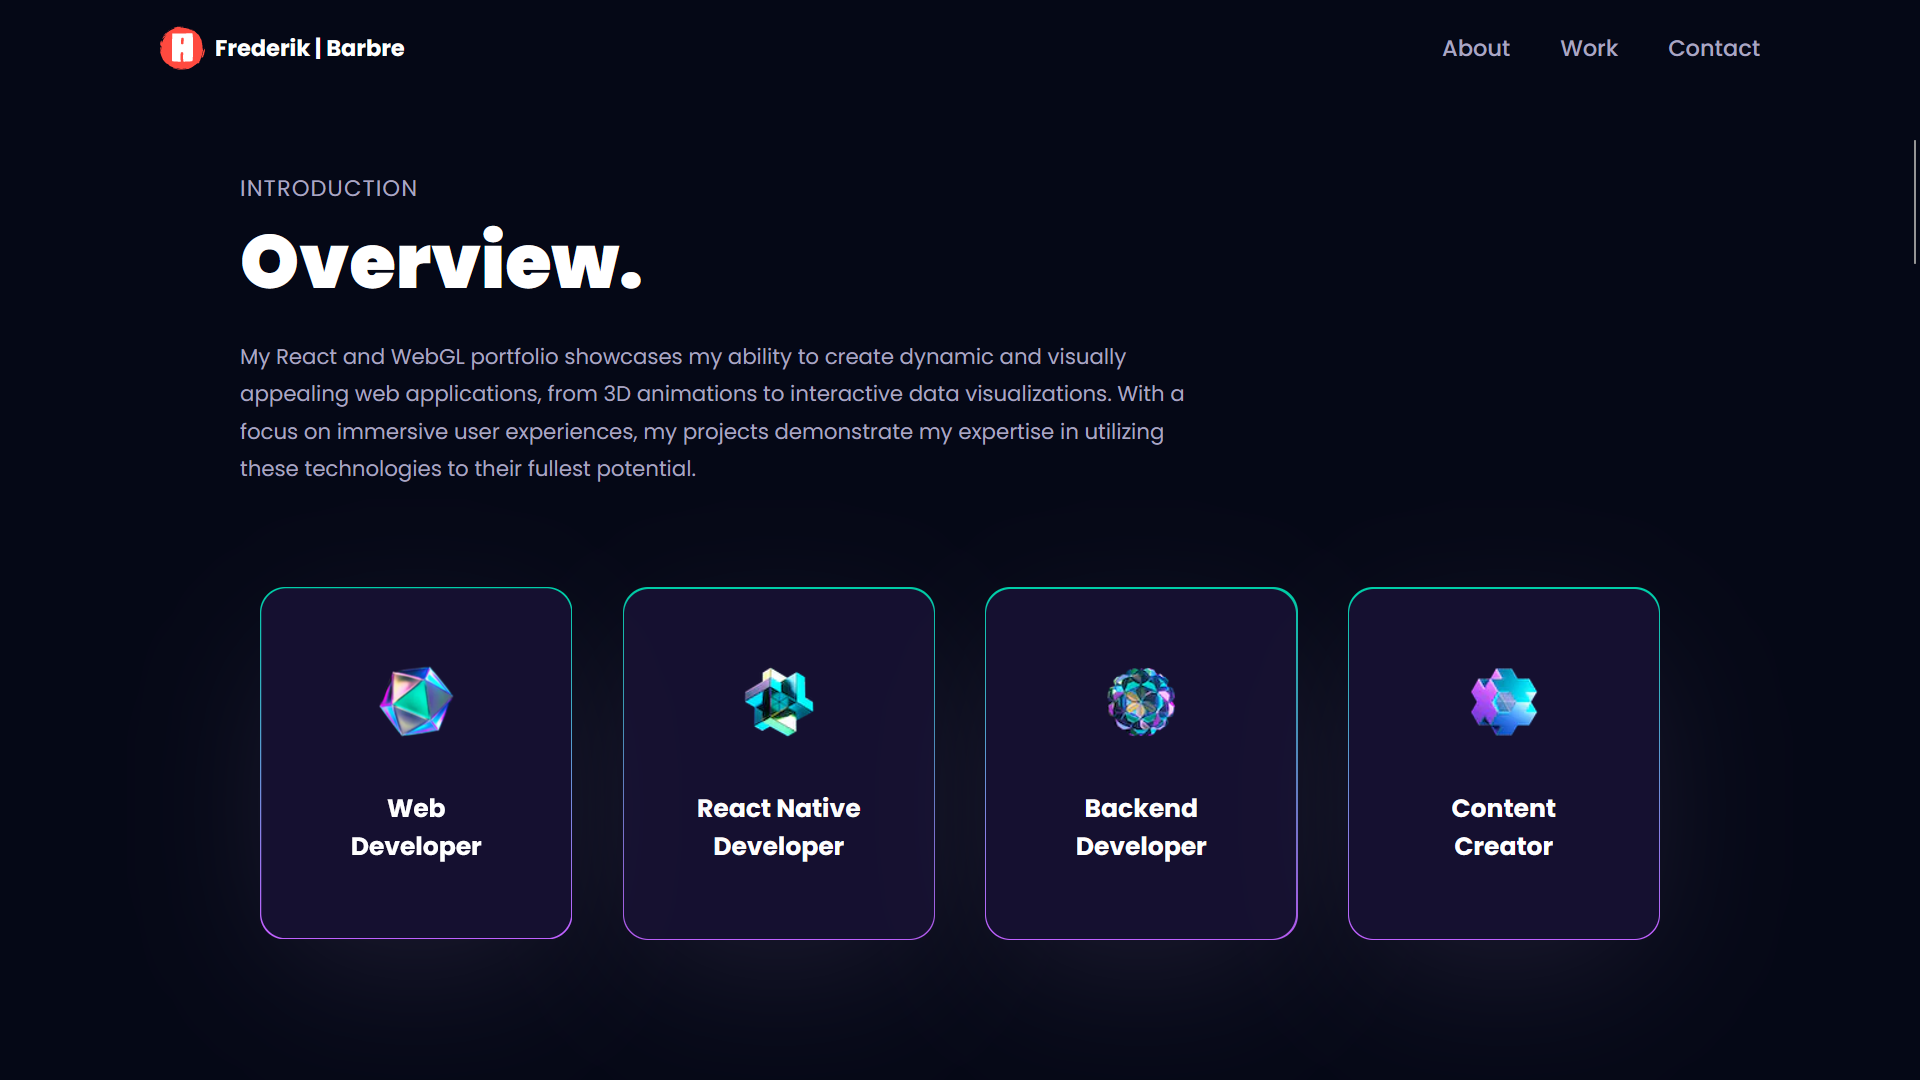 Frederik | Barbre
About
Work
Contact
INTRODUCTION
Overview.
My React and WebGL portfolio showcases my ability to create dynamic and visually
appealing web applications, from 3D animations to interactive data visualizations. With a
focus on immersive user experiences, my projects demonstrate my expertise in utilizing
these technologies to their fullest potential.
Web
Developer
React Native
Developer
Backend
Developer
Content
Creator